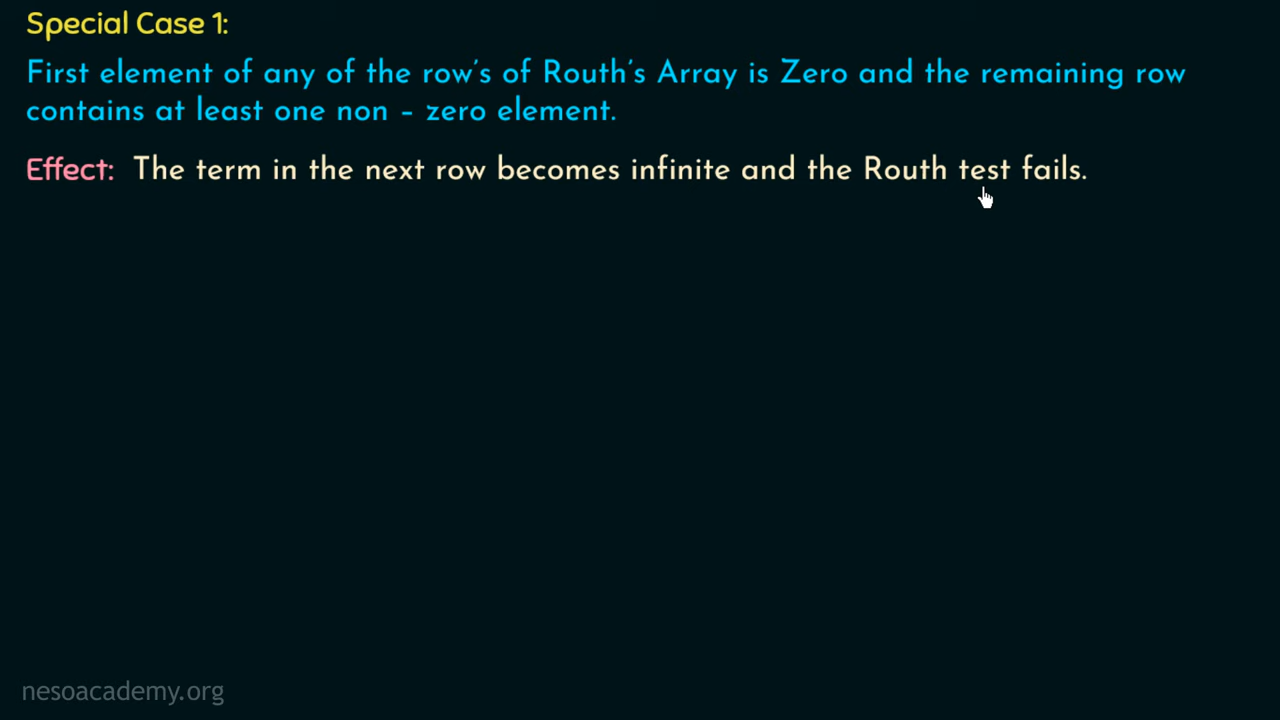 Special Case 1:
First element of any of the row's of Routh's Array is Zero and the remaining row
contains at least one non – zero element.
Effect: The term in the next row becomes infinite and the Routh test fails.
nesoacademy.org